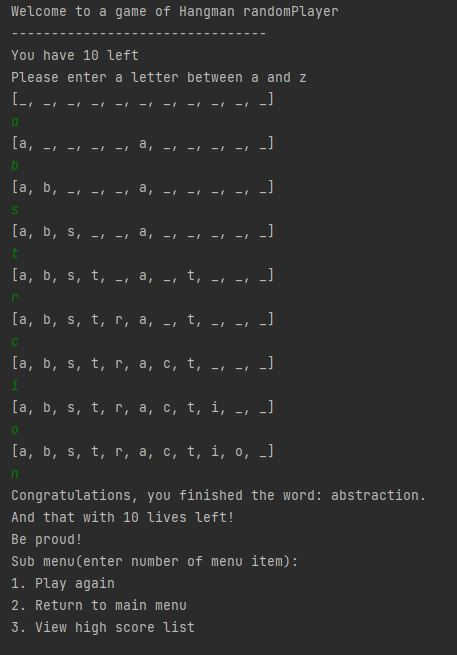 Welcome to a game of Hangman randomPlayer
-------------------------------
You have 10 left
Please enter a letter between a and z
[_, _, _, _, _, _, _, _, _, _, _]
a
[a, _, _, _, _, a, _, _, _, _, _]
b
[a, b, _, _, _, a, _, _, _, _, _]
s
[a, b, s, _, _, a, _, _, _, _, _]
t
[a, b, s, t, _, a, _, t, _, _, _]
r
[a, b, s, t, r, a, _, t, _, _, _]
c
[a, b, s, t, r, a, c, t, _, _, _]
i
[a, b, s, t, r, a, c, t, i, _, _]
o
[a, b, s, t, r, a, c, t, i, o, _]
n
Congratulations, you finished the word: abstraction.
And that with 10 lives left!
Be proud!
Sub menu(enter number of menu item):
1. Play again
2. Return to main menu
3. View high score list